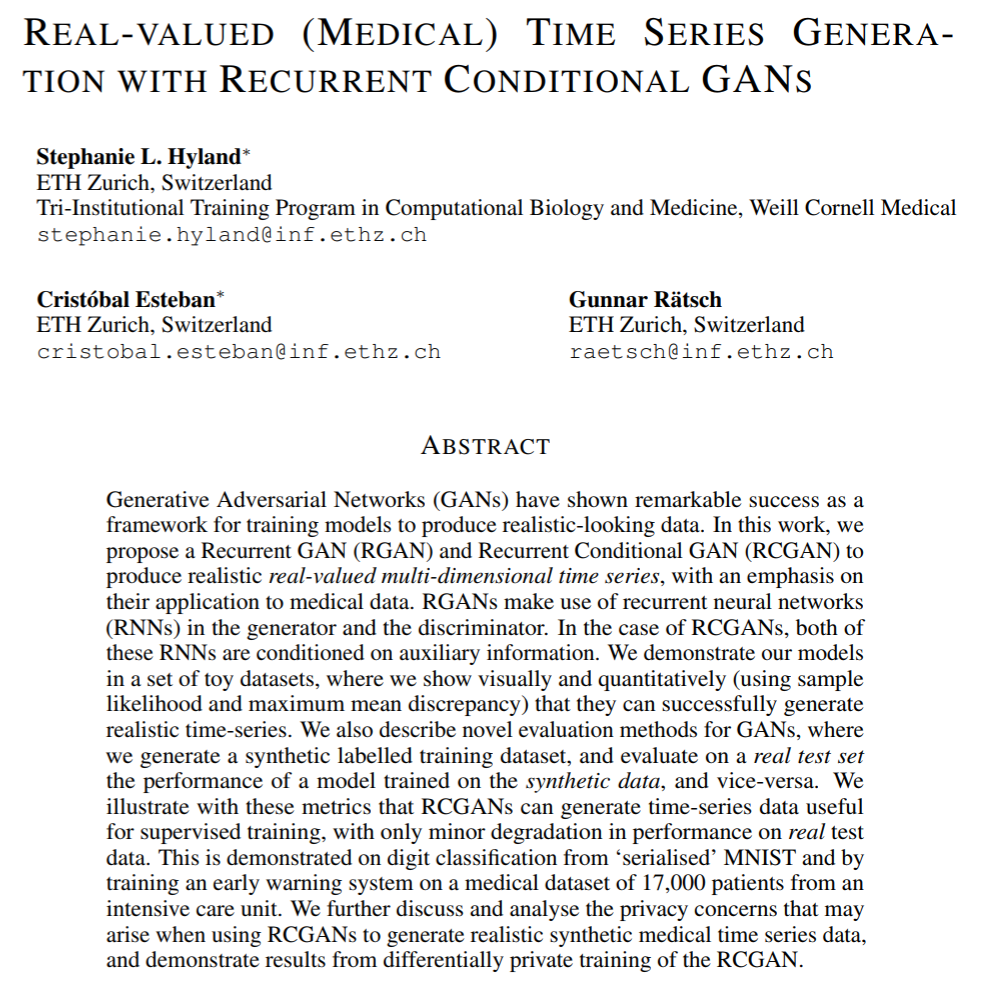 REAL-VALUED (MEDICAL) TIME SERIES GENERA-
TION WITH RECURRENT CONDITIONAL GANS
Stephanie L. Hyland*
ETH Zurich, Switzerland
Tri-Institutional Training Program in Computational Biology and Medicine, Weill Cornell Medical
stephanie.hyland@inf.ethz.ch
Cristóbal Esteban*
ETH Zurich, Switzerland
cristobal.esteban@inf.ethz.ch
Gunnar Rätsch
ETH Zurich, Switzerland
raetsch@inf.ethz.ch
ABSTRACT
Generative Adversarial Networks (GANs) have shown remarkable success as a
framework for training models to produce realistic-looking data. In this work, we
propose a Recurrent GAN (RGAN) and Recurrent Conditional GAN (RCGAN) to
produce realistic real-valued multi-dimensional time series, with an emphasis on
their application to medical data. RGANs make use of recurrent neural networks
(RNNs) in the generator and the discriminator. In the case of RCGANs, both of
these RNNs are conditioned on auxiliary information. We demonstrate our models
in a set of toy datasets, where we show visually and quantitatively (using sample
likelihood and maximum mean discrepancy) that they can successfully generate
realistic time-series. We also describe novel evaluation methods for GANs, where
we generate a synthetic labelled training dataset, and evaluate on a real test set
the performance of a model trained on the synthetic data, and vice-versa. We
illustrate with these metrics that RCGANs can generate time-series data useful
for supervised training, with only minor degradation in performance on real test
data. This is demonstrated on digit classification from ‘serialised’ MNIST and by
training an early warning system on a medical dataset of 17,000 patients from an
intensive care unit. We further discuss and analyse the privacy concerns that may
arise when using RCGANs to generate realistic synthetic medical time series data,
and demonstrate results from differentially private training of the RCGAN.